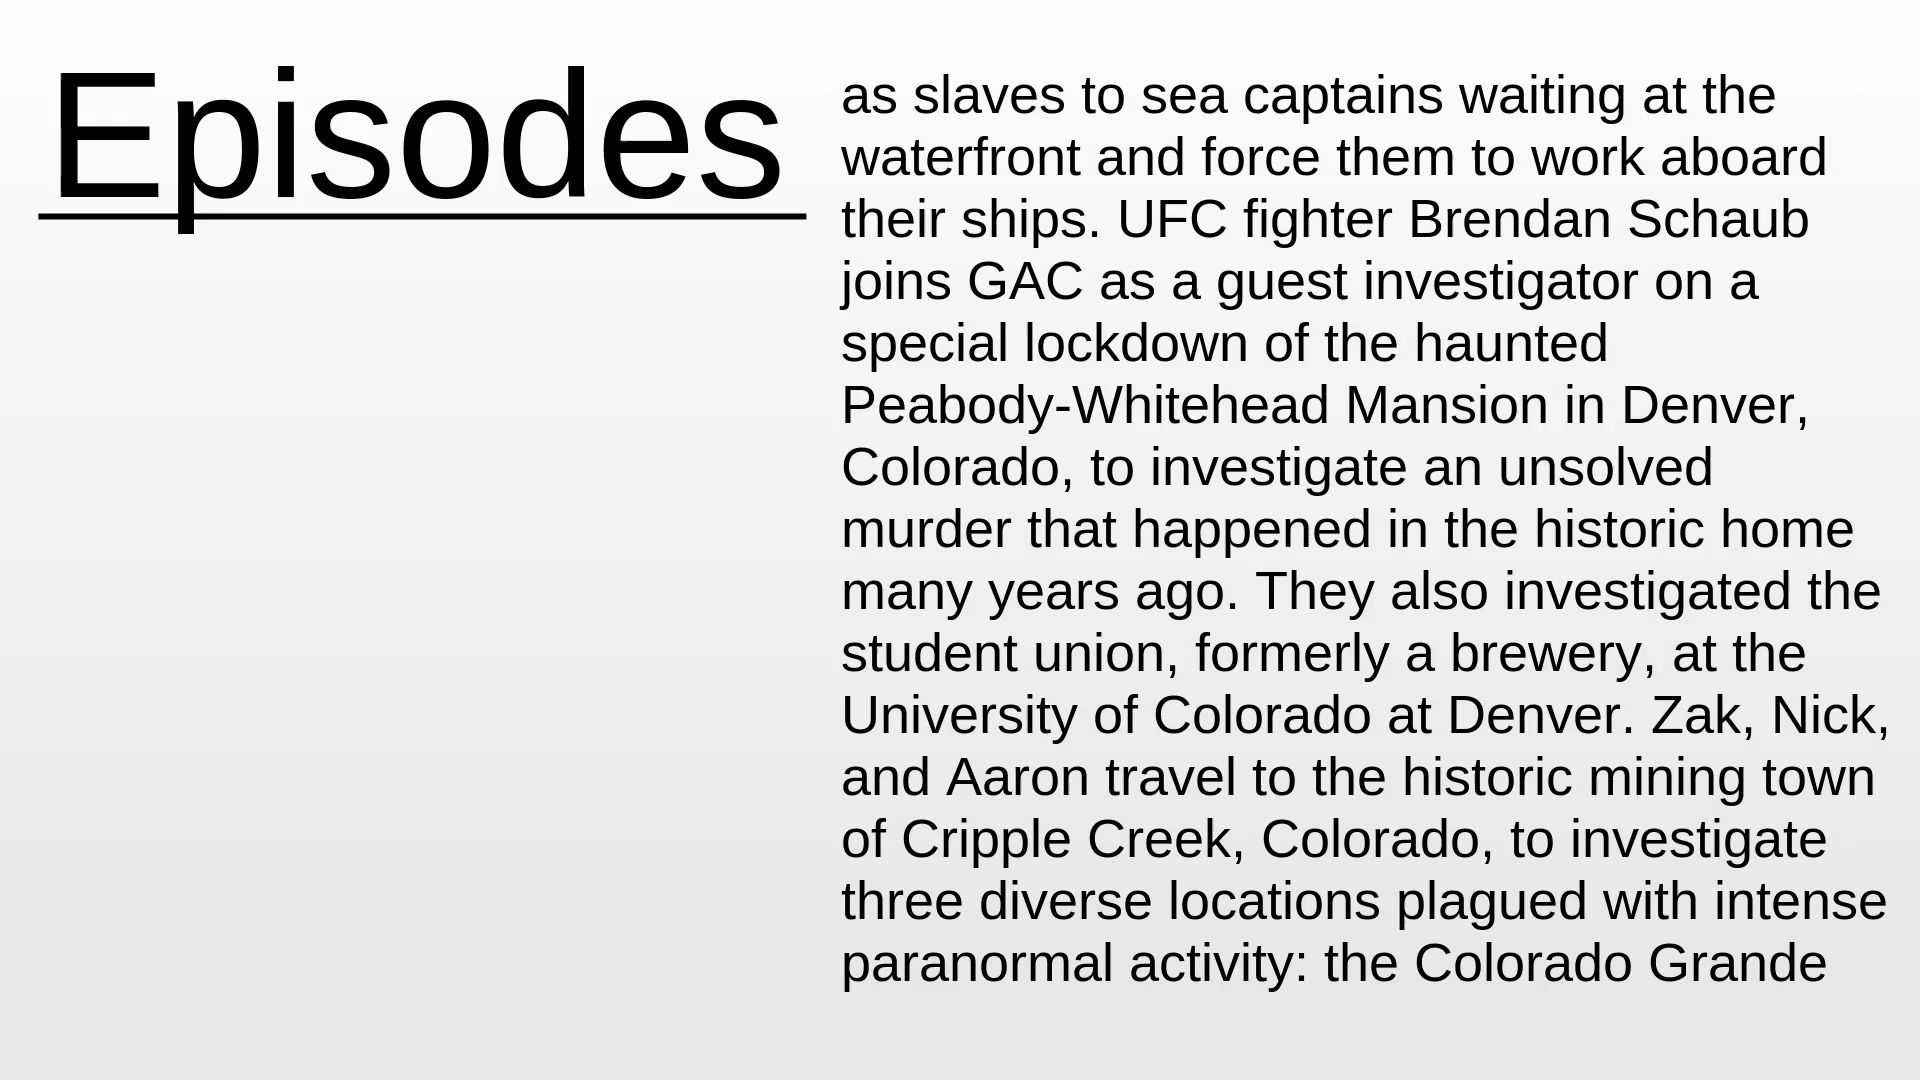 Episodes
as slaves to sea captains waiting at the
waterfront and force them to work aboard
their ships. UFC fighter Brendan Schaub
joins GAC as a guest investigator on a
special lockdown of the haunted
Peabody-Whitehead Mansion in Denver,
Colorado, to investigate an unsolved
murder that happened in the historic home
many years ago. They also investigated the
student union, formerly a brewery, at the
University of Colorado at Denver. Zak, Nick,
and Aaron travel to the historic mining town
of Cripple Creek, Colorado, to investigate
three diverse locations plagued with intense
paranormal activity: the Colorado Grande